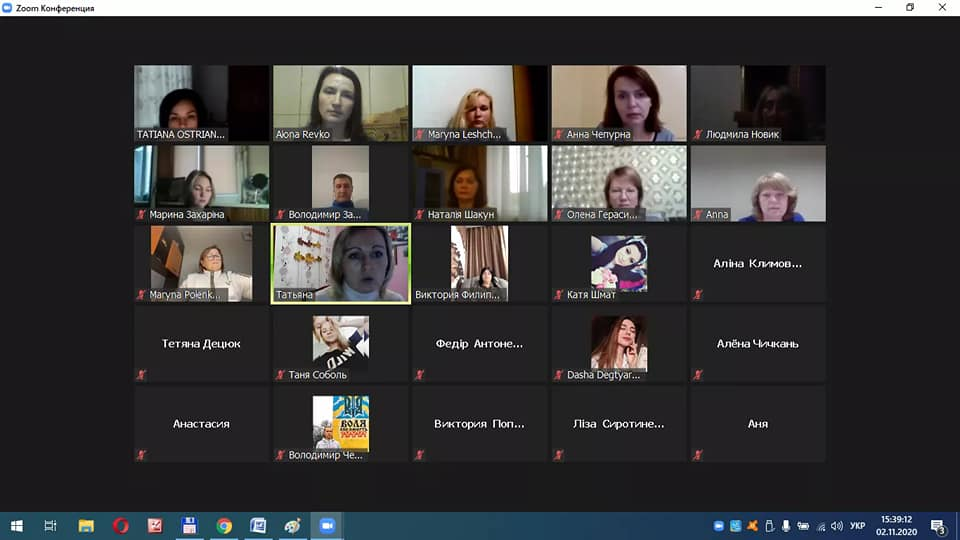 Zoom Конференция
TATIANA OSTRIAN...
Alona Revko
Maryna Leshch...
Анна Чепурна
Людмила Новик
Марина Захаріна
Володимир За...
Наталія Шакун
Олена Гераси...
Anna
Maryna Polenk...
Татьяна
Виктория Филип...
Катя Шмат
Аліна Климов...
Тетяна Децюк
Таня Соболь
Федір Антоне...
Dasha Degtyar...
Алёна Чичкань
Анастасия
ВОЛЯ
Володимир Че...
Виктория Поп...
Ліза Сиротине...
Аня
УКР
15:39:12
02.11.2020
3